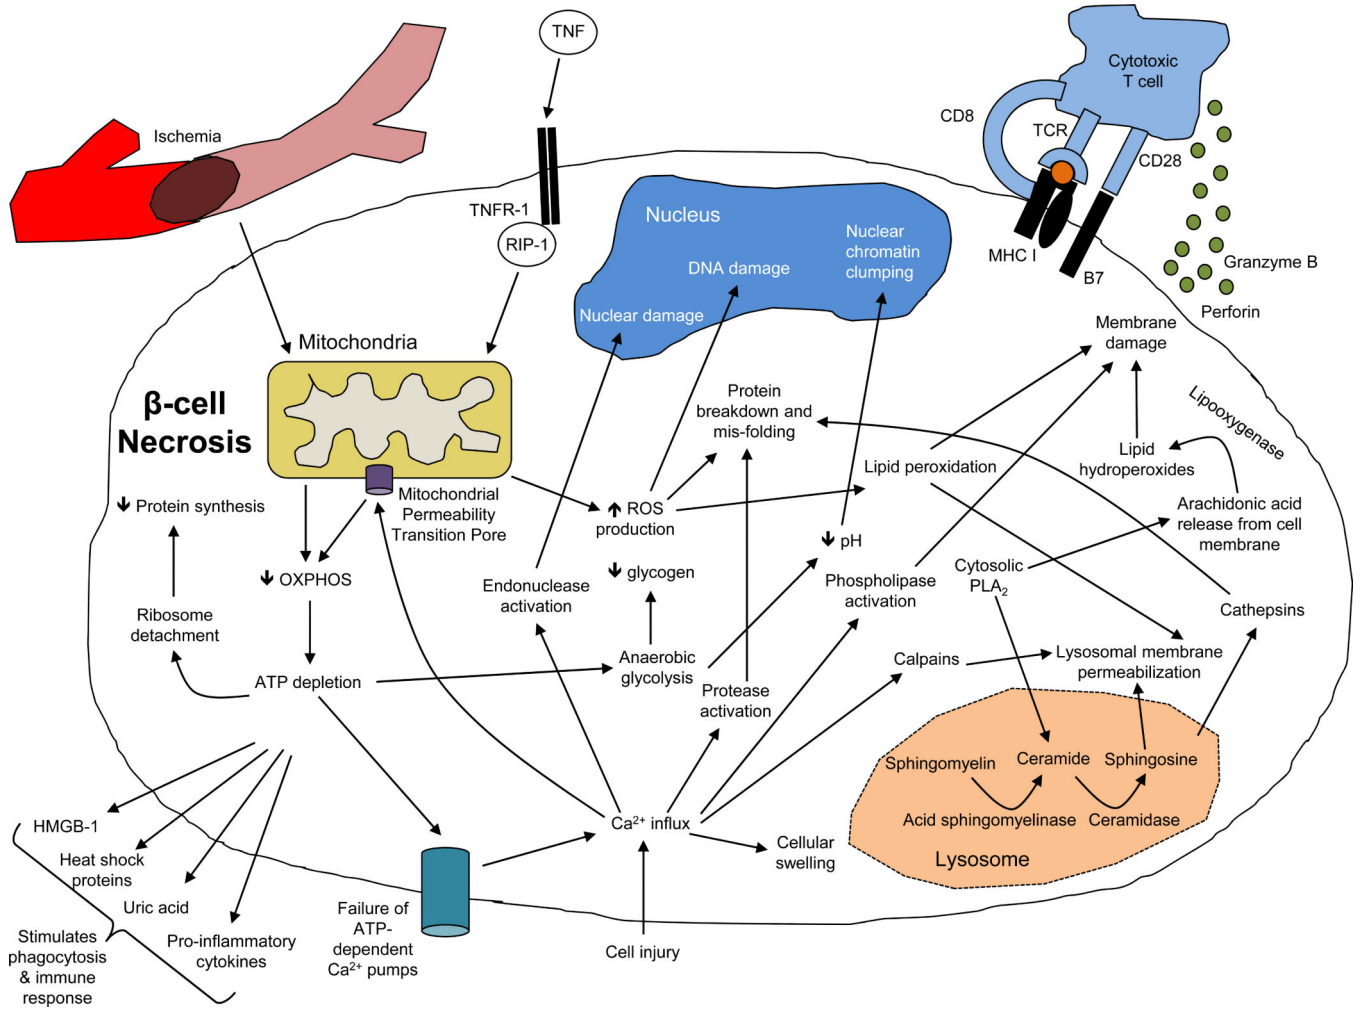 TNF
Cytotoxic
T cell
CD8
TCR
CD28
Ischemia
TNFR-1
RIP-1
Nucleus
Nuclear
chromatin
clumping
DNA damage
Nuclear damage
MHC I
B7
Granzyme B
Perforin
Mitochondria
Membrane
damage
β-cell
Necrosis
Protein
breakdown and
mis-folding
Lipooxygenase
Lipid
hydroperoxides
Lipid peroxidation
Mitochondrial
Permeability
Transition Pore
🡻 Protein synthesis
🡹 ROS
production
Arachidonic acid
release from cell
membrane
🡻 pH
🡻 OXPHOS
🡻 glycogen
Endonuclease
activation
Phospholipase
activation
Cytosolic
PLA₂
Ribosome
detachment
Cathepsins
Anaerobic
glycolysis
Calpains
Lysosomal membrane
permeabilization
ATP depletion
Protease
activation
Sphingomyelin
Ceramide
Sphingosine
Acid sphingomyelinase
Ceramidase
Lysosome
HMGB-1
Heat shock
proteins
Uric acid
Pro-inflammatory
cytokines
Stimulates
phagocytosis
& immune
response
Ca²⁺ influx
Cellular
swelling
Failure of
ATP-
dependent
Ca²⁺ pumps
Cell injury